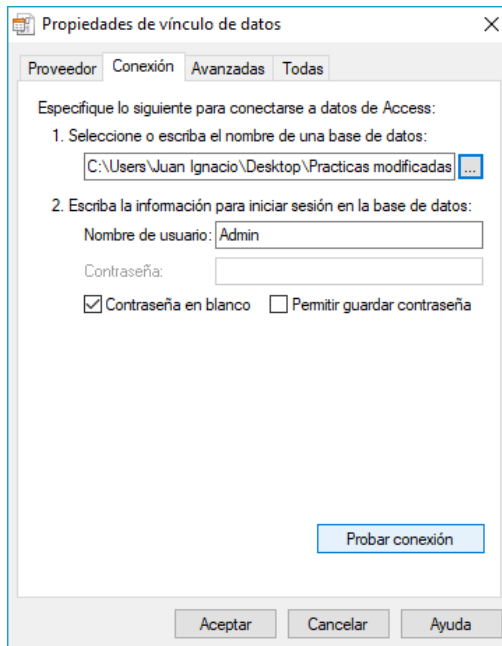 Propiedades de vínculo de datos
Proveedor Conexión Avanzadas Todas
Especifique lo siguiente para conectarse a datos de Access:
1. Seleccione o escriba el nombre de una base de datos:
C:\Users\Juan Ignacio\Desktop\Practicas modificadas ...
2. Escriba la información para iniciar sesión en la base de datos:
Nombre de usuario: Admin
Contraseña:
Contraseña en blanco Permitir guardar contraseña
Probar conexión
Aceptar Cancelar Ayuda